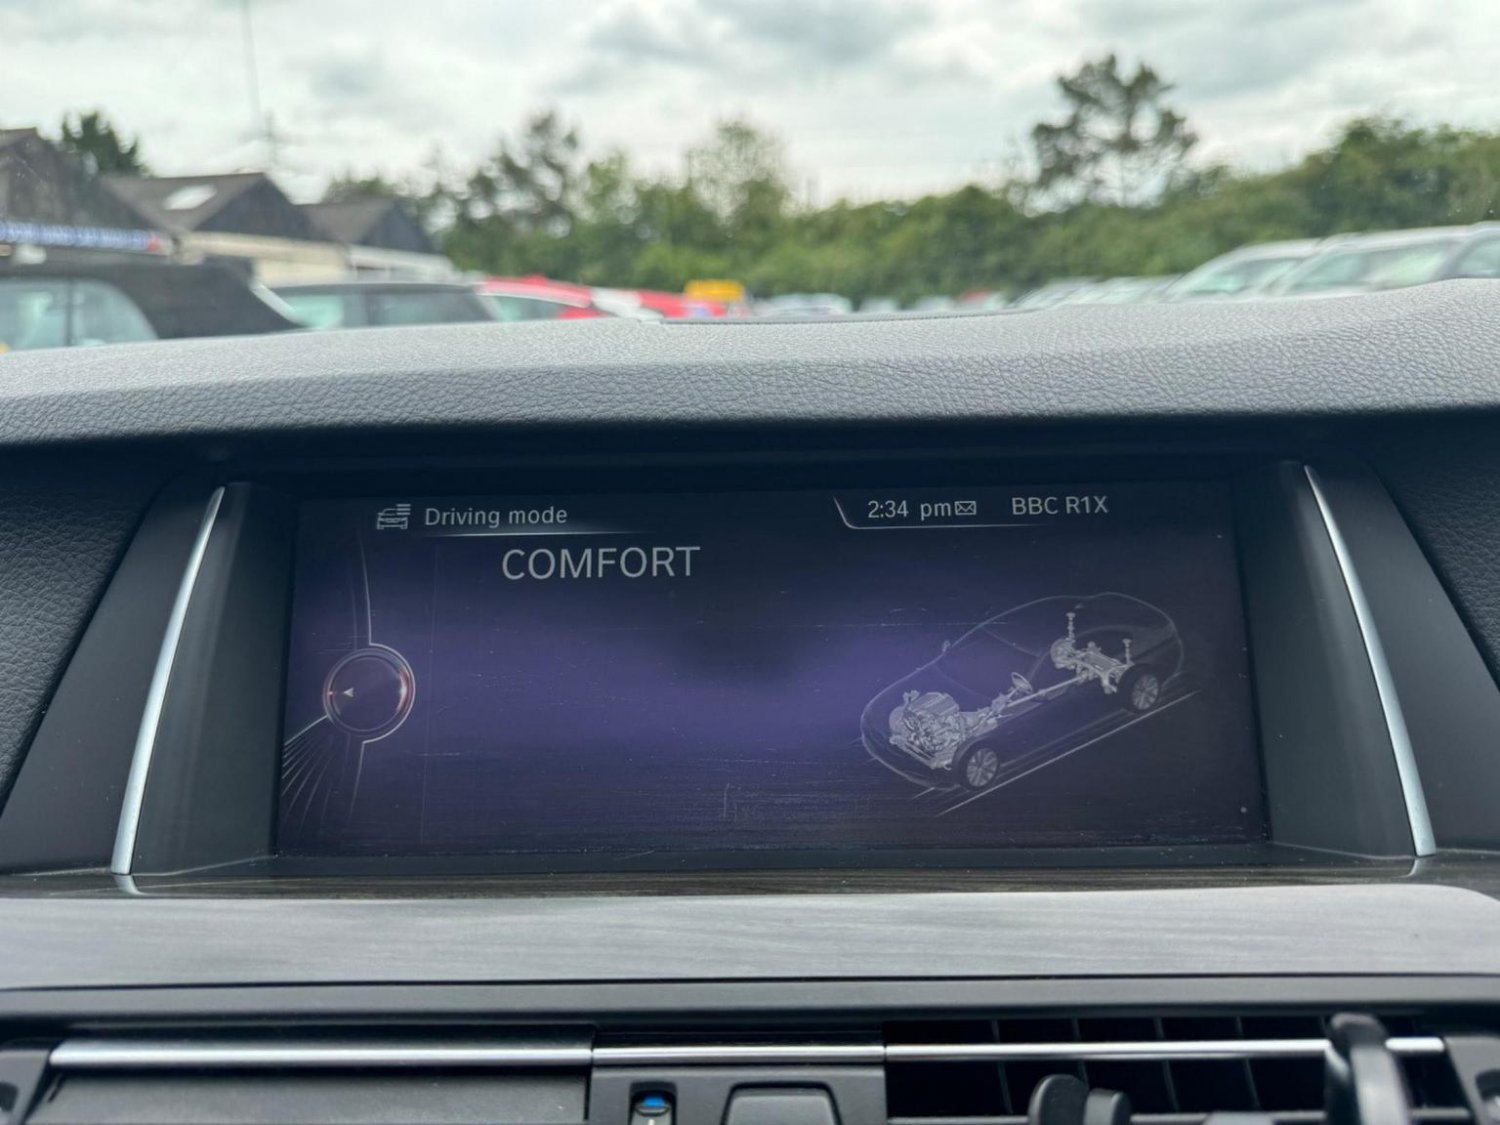 Driving mode
2:34 pm
BBC R1X
COMFORT